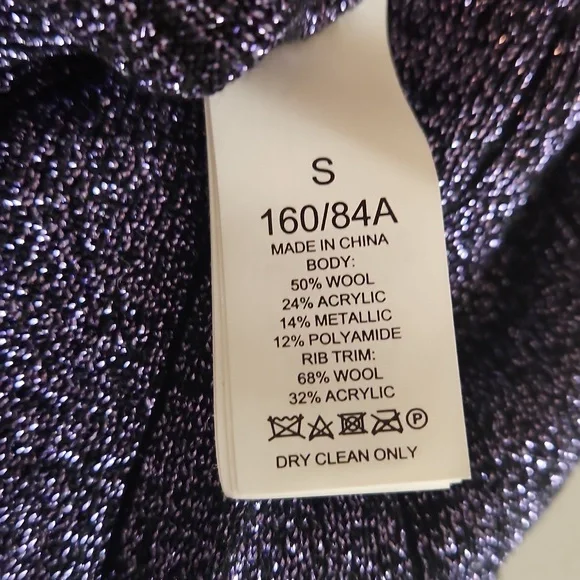 S
160/84A
MADE IN CHINA
BODY:
50% WOOL
24% ACRYLIC
14% METALLIC
12% POLYAMIDE
RIB TRIM:
68% WOOL
32% ACRYLIC
P
DRY CLEAN ONLY